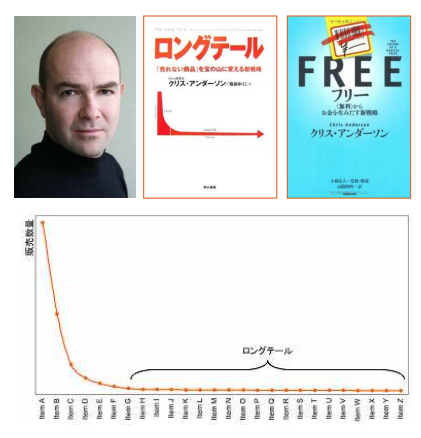 ロングテール
「売れない商品」を宝の山に変える新戦略
クリス・アンダーソン
早川書房
FREE
フリー
〈無料〉から
お金を生みだす新戦略
Chris Anderson
クリス・アンダーソン
販売数量
ロングテール
Item A
Item B
Item C
Item D
Item E
Item F
Item G
Item H
Item I
Item J
Item K
Item L
Item M
Item N
Item O
Item P
Item Q
Item R
Item S
Item T
Item U
Item V
Item W
Item X
Item Y
Item Z